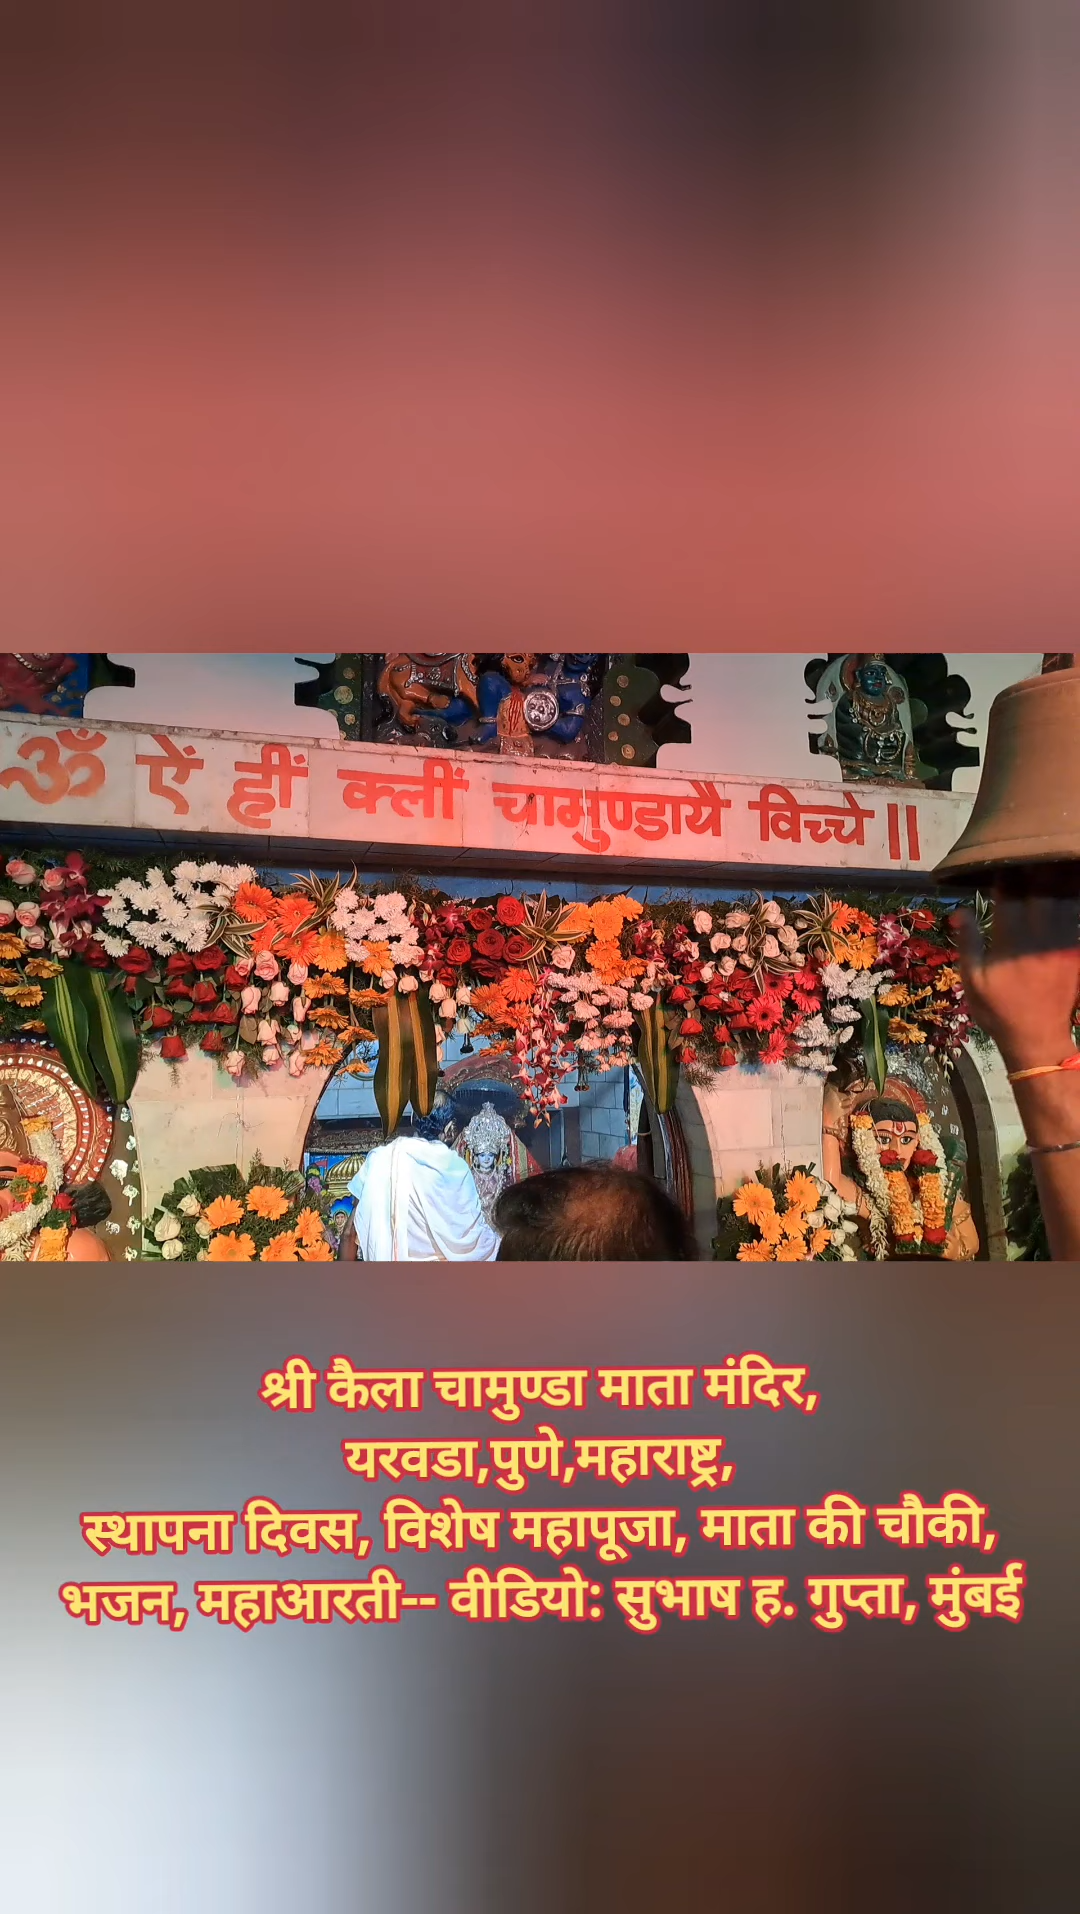 ॐ ऐं ह्रीं क्लीं चामुण्डायै विच्चे ||
श्री कैला चामुण्डा माता मंदिर,
यरवडा,पुणे,महाराष्ट्र,
स्थापना दिवस, विशेष महापूजा, माता की चौकी,
भजन, महाआरती-- वीडियो: सुभाष ह. गुप्ता, मुंबई